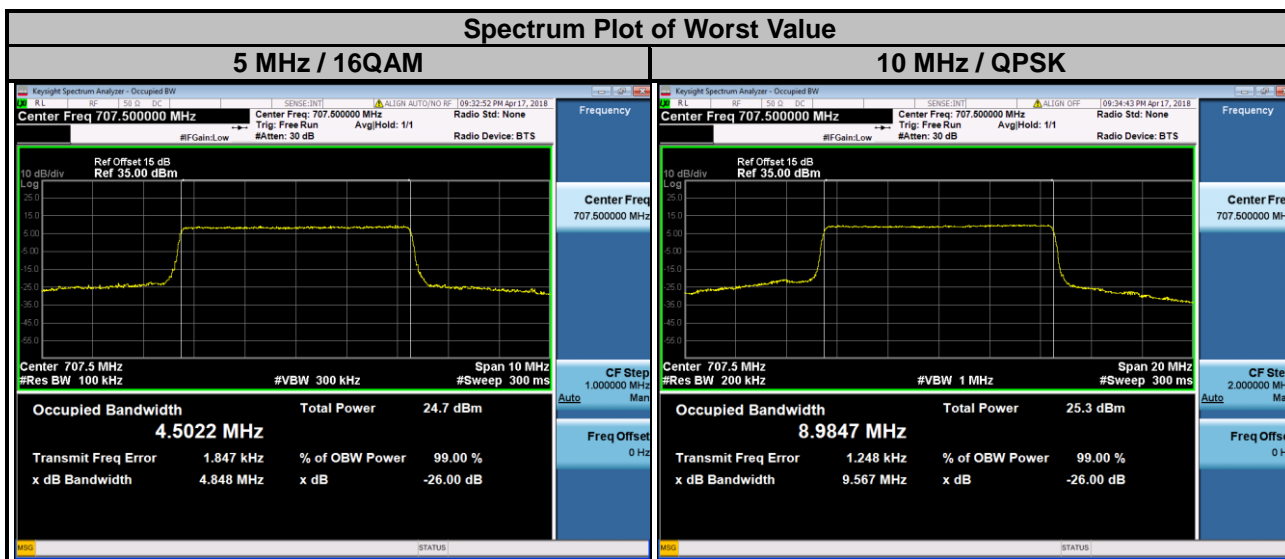 Spectrum Plot of Worst Value
5 MHz / 16QAM
10 MHz / QPSK
Keysight Spectrum Analyzer - Occupied BW
RL RF 50 Ω DC SENSE:INT ALIGN AUTO/NO RF 09:32:52 PM Apr 17, 2018
Center Freq 707.500000 MHz
Center Freq: 707.500000 MHz
Radio Std: None
Trig: Free Run Avg|Hold: 1/1
#IFGain:Low #Atten: 30 dB
Radio Device: BTS
Frequency
Ref Offset 15 dB
10 dB/div Ref 35.00 dBm
Log
25.0
15.0
5.00
-5.00
-15.0
-25.0
-35.0
-45.0
-55.0
Center 707.5 MHz Span 10 MHz
#Res BW 100 kHz #VBW 300 kHz #Sweep 300 ms
Center Freq
707.500000 MHz
CF Step
1.000000 MHz
Auto Man
Freq Offset
0 Hz
Occupied Bandwidth Total Power 24.7 dBm
4.5022 MHz
Transmit Freq Error 1.847 kHz % of OBW Power 99.00 %
x dB Bandwidth 4.848 MHz x dB -26.00 dB
MSG STATUS
Keysight Spectrum Analyzer - Occupied BW
RL RF 50 Ω DC SENSE:INT ALIGN OFF 09:34:43 PM Apr 17, 2018
Center Freq 707.500000 MHz
Center Freq: 707.500000 MHz
Radio Std: None
Trig: Free Run Avg|Hold: 1/1
#IFGain:Low #Atten: 30 dB
Radio Device: BTS
Frequency
Ref Offset 15 dB
10 dB/div Ref 35.00 dBm
Log
25.0
15.0
5.00
-5.00
-15.0
-25.0
-35.0
-45.0
-55.0
Center 707.5 MHz Span 20 MHz
#Res BW 200 kHz #VBW 1 MHz #Sweep 300 ms
Center Fre
707.500000 MH
CF Ste
2.000000 MH
Auto Ma
Freq Offs
0 H
Occupied Bandwidth Total Power 25.3 dBm
8.9847 MHz
Transmit Freq Error 1.248 kHz % of OBW Power 99.00 %
x dB Bandwidth 9.567 MHz x dB -26.00 dB
MSG STATUS